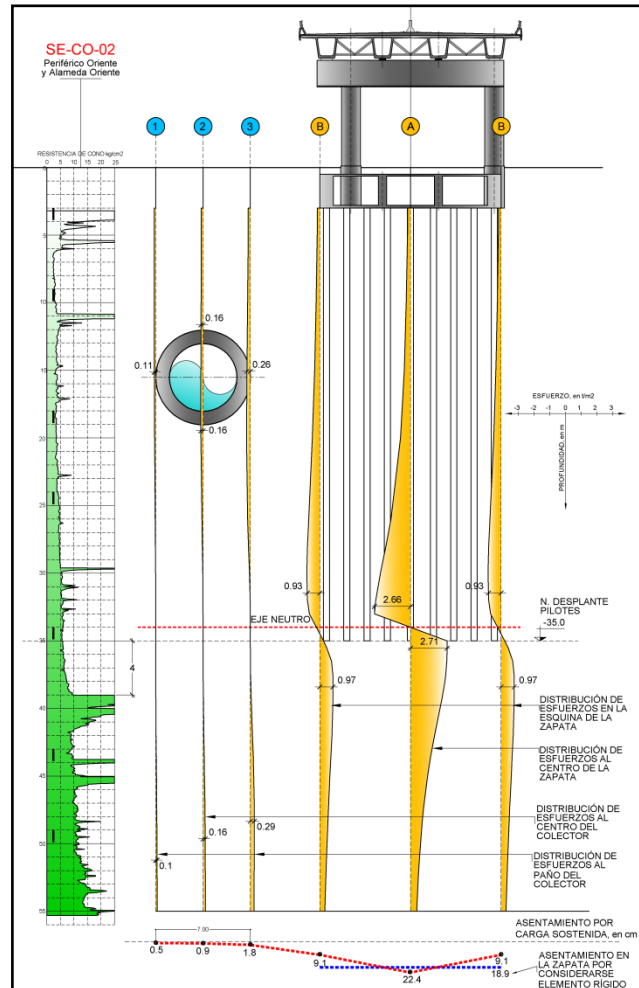 SE-CO-02
Periférico Oriente
y Alameda Oriente
1
2
3
B
A
B
RESISTENCIA DE CONO kg/cm2
0 5 10 15 20 25
0
5
10
15
20
25
30
35
40
45
50
55
0.16
0.11
0.26
0.16
ESFUERZO, en t/m2
-3 -2 -1 0 1 2 3
PROFUNDIDAD, en m
0.93
2.66
0.93
N. DESPLANTE
PILOTES
-35.0
EJE NEUTRO
2.71
4
0.97
0.97
DISTRIBUCIÓN DE
ESFUERZOS EN LA
ESQUINA DE LA
ZAPATA
DISTRIBUCIÓN DE
ESFUERZOS AL
CENTRO DE LA
ZAPATA
DISTRIBUCIÓN DE
ESFUERZOS AL
CENTRO DEL
COLECTOR
0.29
0.16
0.1
DISTRIBUCIÓN DE
ESFUERZOS AL
PAÑO DEL
COLECTOR
ASENTAMIENTO POR
CARGA SOSTENIDA, en cm
7.00
0.5
0.9
1.8
9.1
22.4
9.1
18.9
ASENTAMIENTO EN
LA ZAPATA POR
CONSIDERARSE
ELEMENTO RÍGIDO